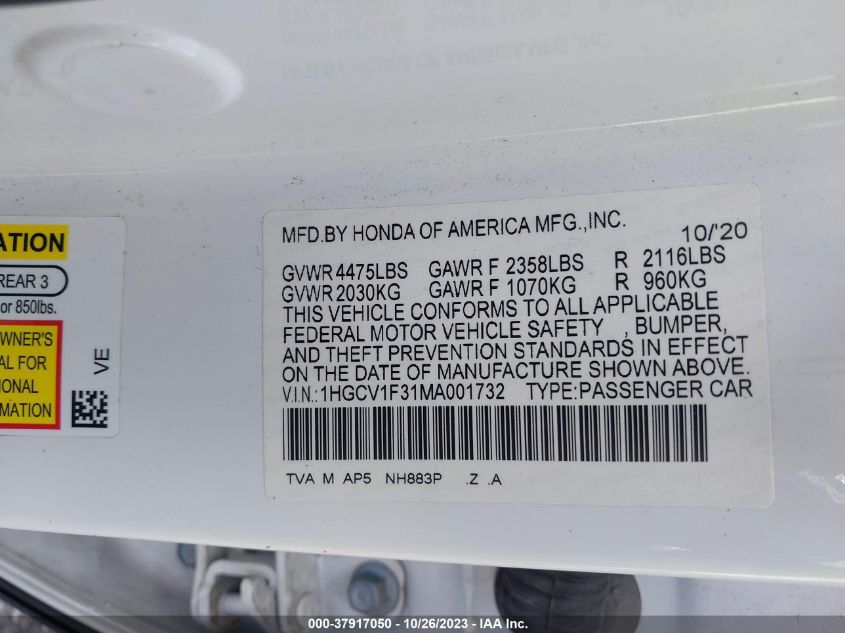 MFD.BY HONDA OF AMERICA MFG.,INC. 10/'20
GVWR 4475LBS GAWR F 2358LBS R 2116LBS
GVWR 2030KG GAWR F 1070KG R 960KG
THIS VEHICLE CONFORMS TO ALL APPLICABLE
FEDERAL MOTOR VEHICLE SAFETY , BUMPER,
AND THEFT PREVENTION STANDARDS IN EFFECT
ON THE DATE OF MANUFACTURE SHOWN ABOVE.
V.I.N.:1HGCV1F31MA001732 TYPE:PASSENGER CAR
TVA M AP5 NH883P .Z .A
ATION
REAR 3
or 850lbs.
WNER'S
AL FOR
IONAL
MATION
VE
000-37917050 - 10/26/2023 - IAA Inc.